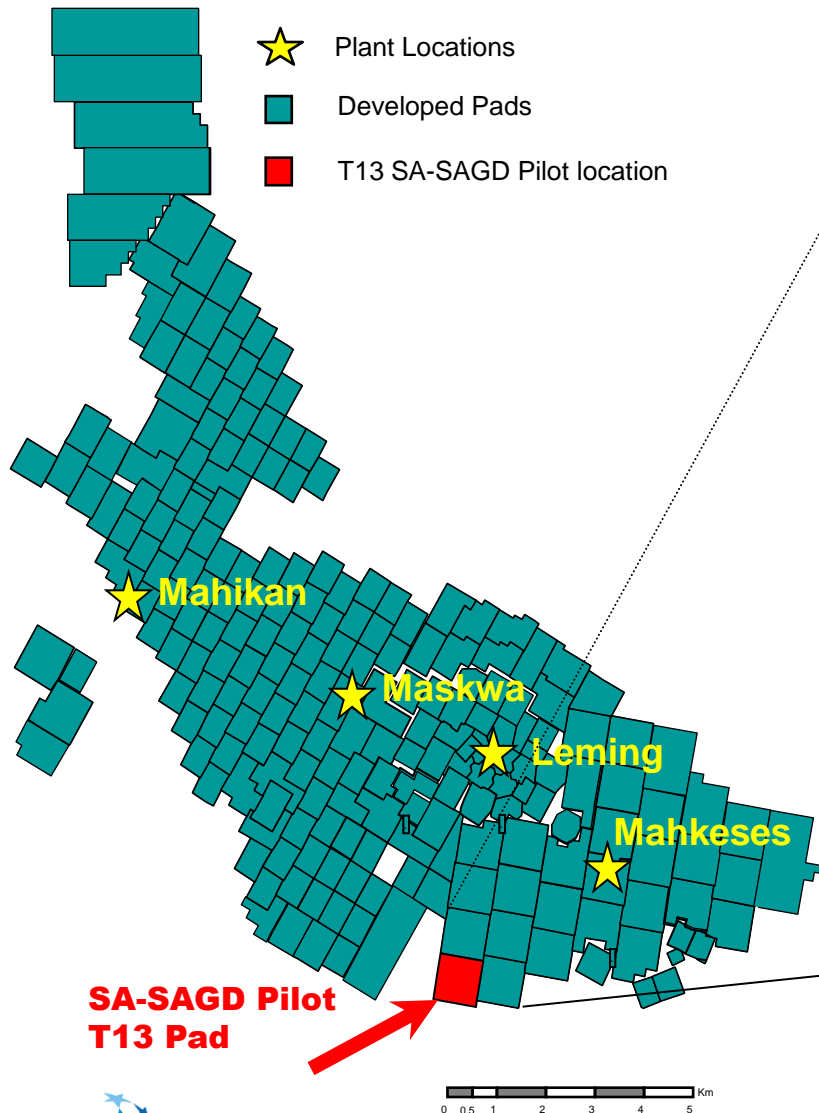 Plant Locations
Developed Pads
T13 SA-SAGD Pilot location
Mahikan
Maskwa
Leming
Mahkeses
SA-SAGD Pilot
T13 Pad
Km
0 0.5 1 2 3 4 5